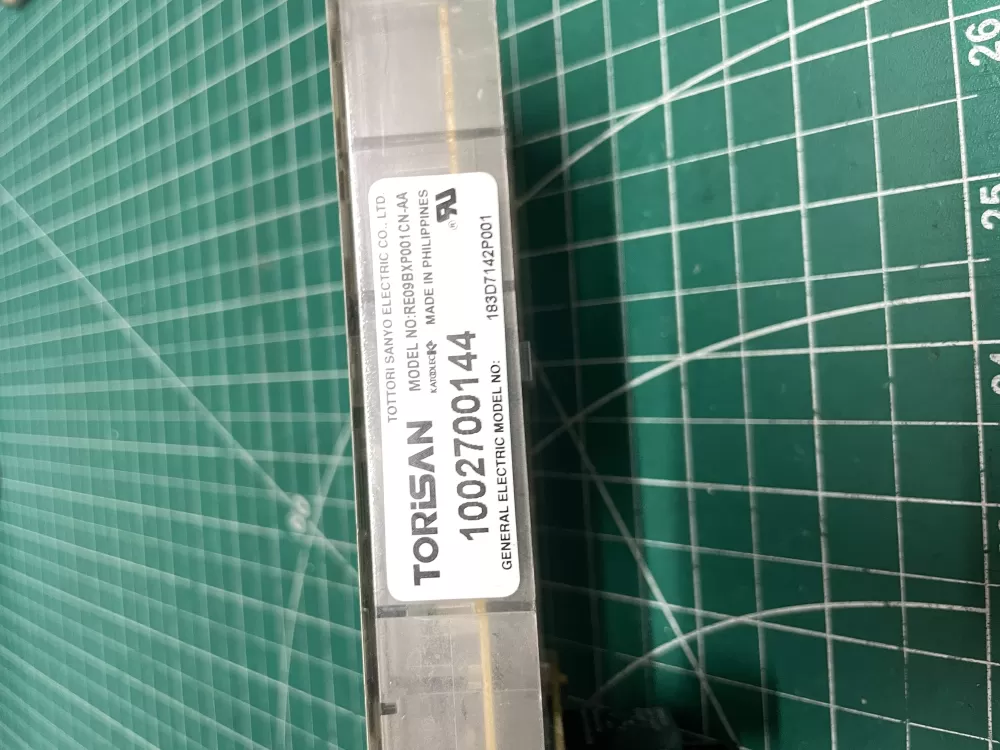 TOTTORI SANYO ELECTRIC CO., LTD
TORiSAN MODEL NO:RE09BXP001CN-AA
KATOLEC MADE IN PHILIPPINES
1002700144
GENERAL ELECTRIC MODEL NO: 183D7142P001
26
25